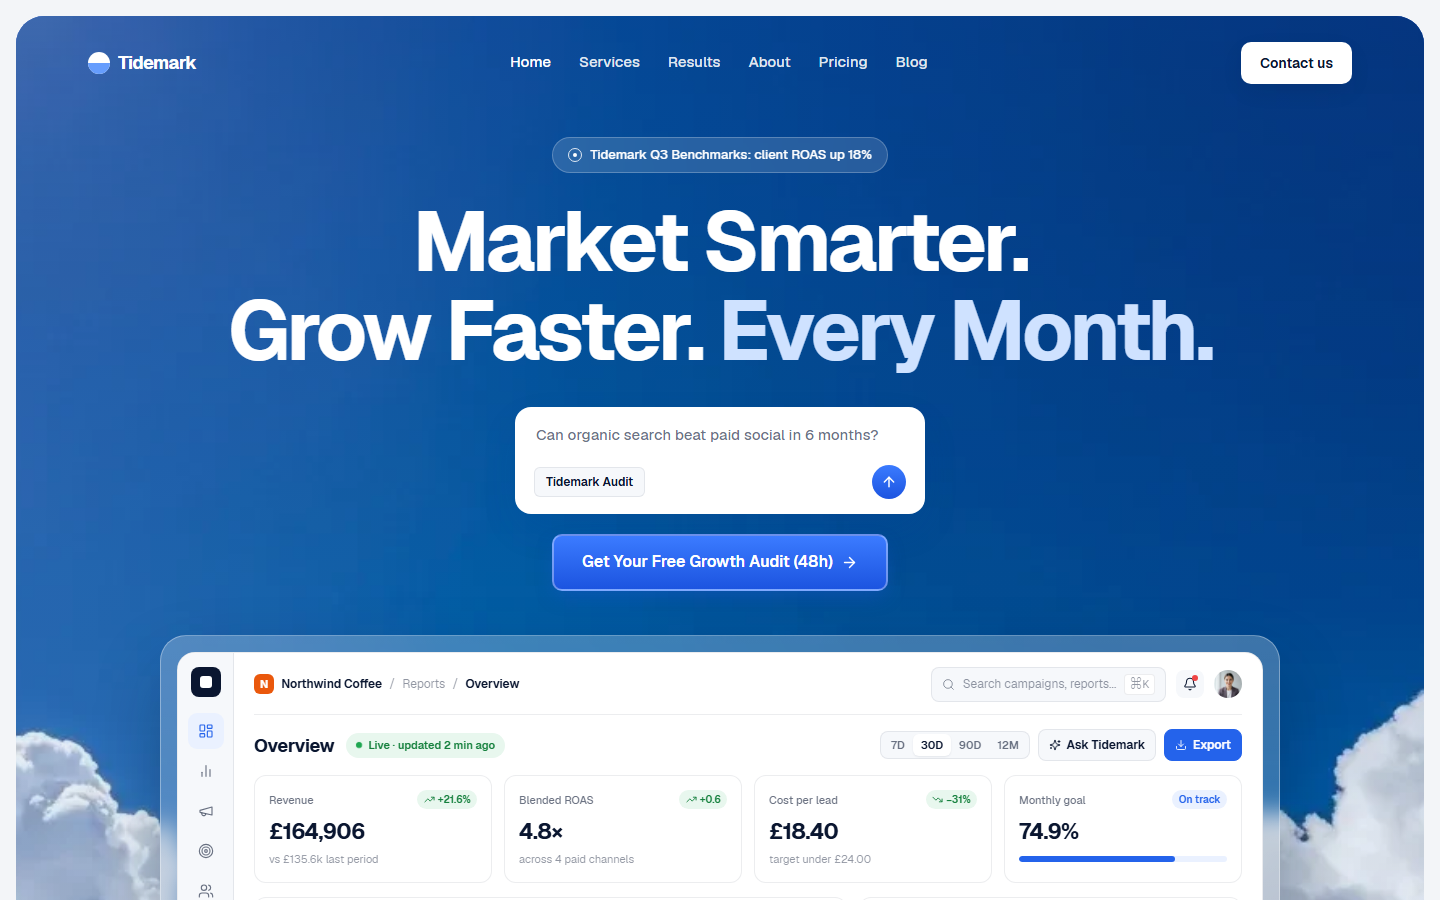 Tidemark
Home Services Results About Pricing Blog
Contact us
Tidemark Q3 Benchmarks: client ROAS up 18%
Market Smarter.
Grow Faster. Every Month.
Can organic search beat paid social in 6 months?
Tidemark Audit
Get Your Free Growth Audit (48h)
N Northwind Coffee / Reports / Overview
Search campaigns, reports... ⌘K
Overview
Live · updated 2 min ago
7D 30D 90D 12M
Ask Tidemark
Export
Revenue
+21.6%
£164,906
vs £135.6k last period
Blended ROAS
+0.6
4.8×
across 4 paid channels
Cost per lead
−31%
£18.40
target under £24.00
Monthly goal
On track
74.9%